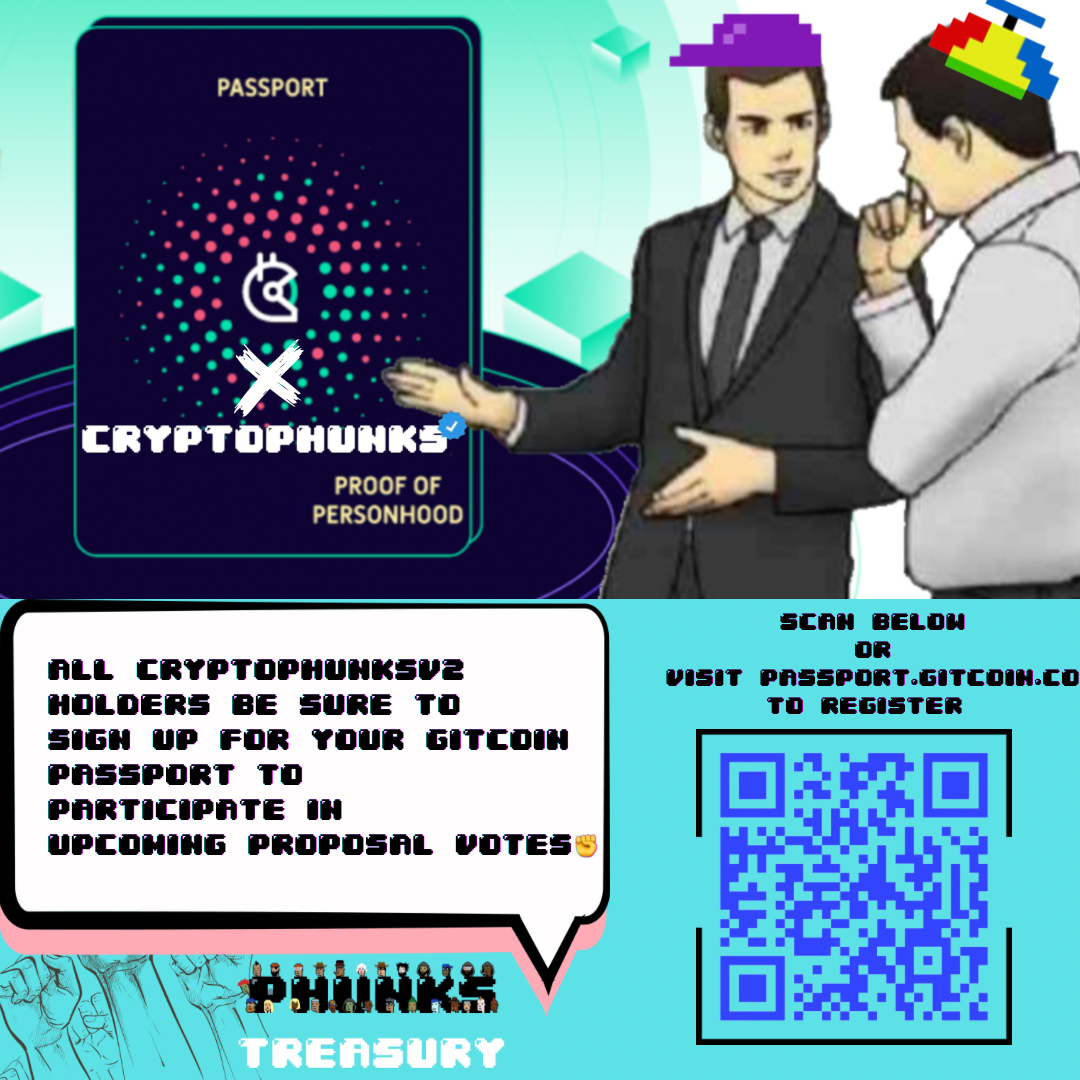 PASSPORT
CRYPTOPHUNKS
PROOF OF
PERSONHOOD
ALL CRYPTOPHUNKSV2
HOLDERS BE SURE TO
SIGN UP FOR YOUR GITCOIN
PASSPORT TO
PARTICIPATE IN
UPCOMING PROPOSAL VOTES✊
SCAN BELOW
OR
VISIT PASSPORT.GITCOIN.CO
TO REGISTER
PHUNKS
TREASURY